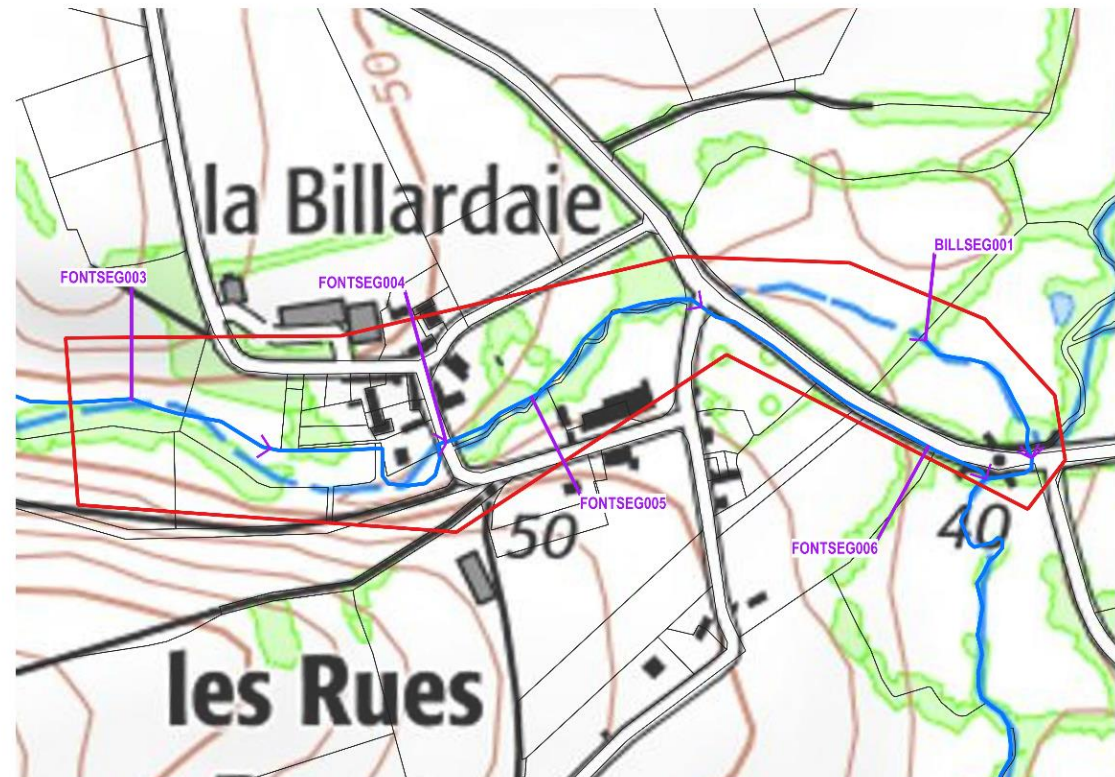 50
la Billardaie
FONTSEG003
FONTSEG004
BILLSEG001
FONTSEG005
50
FONTSEG006
40
les Rues